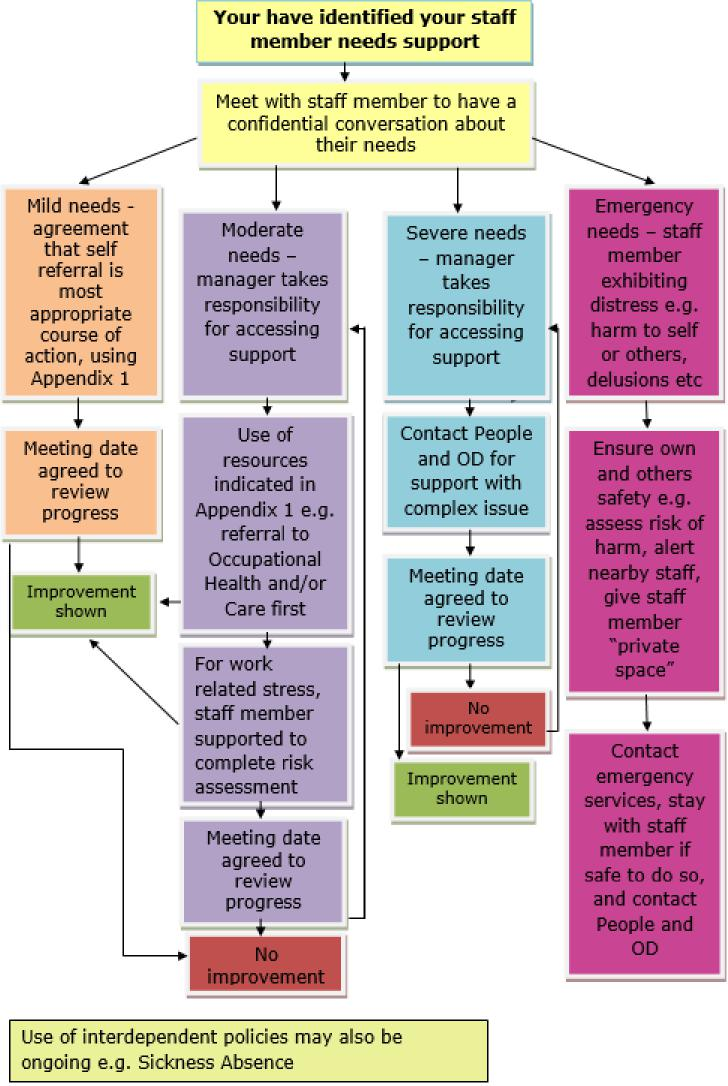 Your have identified your staff
member needs support
Meet with staff member to have a
confidential conversation about
their needs
Mild needs -
agreement
that self
referral is
most
appropriate
course of
action, using
Appendix 1
Meeting date
agreed to
review
progress
Improvement
shown
Moderate
needs –
manager takes
responsibility
for accessing
support
Use of
resources
indicated in
Appendix 1 e.g.
referral to
Occupational
Health and/or
Care first
For work
related stress,
staff member
supported to
complete risk
assessment
Meeting date
agreed to
review
progress
No
improvement
Severe needs
– manager
takes
responsibility
for accessing
support
Contact People
and OD for
support with
complex issue
Meeting date
agreed to
review
progress
No
improvement
Improvement
shown
Emergency
needs – staff
member
exhibiting
distress e.g.
harm to self
or others,
delusions etc
Ensure own
and others
safety e.g.
assess risk of
harm, alert
nearby staff,
give staff
member
“private
space”
Contact
emergency
services, stay
with staff
member if
safe to do so,
and contact
People and
OD
Use of interdependent policies may also be
ongoing e.g. Sickness Absence